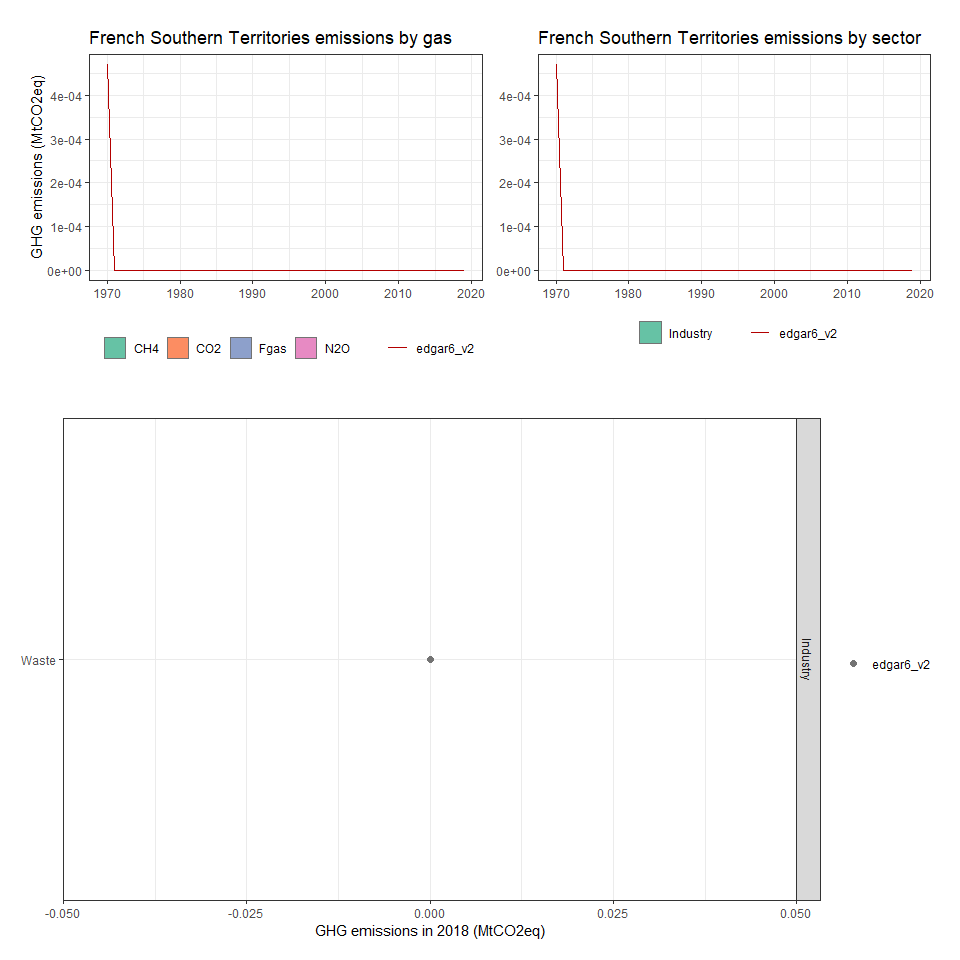 French Southern Territories emissions by gas
GHG emissions (MtCO2eq)
4e-04
3e-04
2e-04
1e-04
0e+00
1970 1980 1990 2000 2010 2020
CH4 CO2 Fgas N2O edgar6_v2
French Southern Territories emissions by sector
4e-04
3e-04
2e-04
1e-04
0e+00
1970 1980 1990 2000 2010 2020
Industry edgar6_v2
Waste
Industry
edgar6_v2
-0.050 -0.025 0.000 0.025 0.050
GHG emissions in 2018 (MtCO2eq)